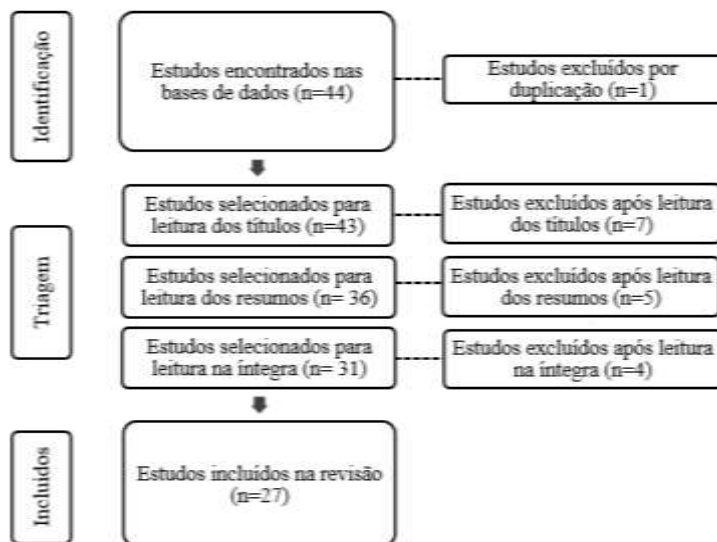 Identificação
Estudos encontrados nas
bases de dados (n=44)
Estudos excluídos por
duplicação (n=1)
Triagem
Estudos selecionados para
leitura dos títulos (n=43)
Estudos excluídos após leitura
dos títulos (n=7)
Estudos selecionados para
leitura dos resumos (n= 36)
Estudos excluídos após leitura
dos resumos (n=5)
Estudos selecionados para
leitura na íntegra (n= 31)
Estudos excluídos após leitura
na íntegra (n=4)
Incluídos
Estudos incluídos na revisão
(n=27)